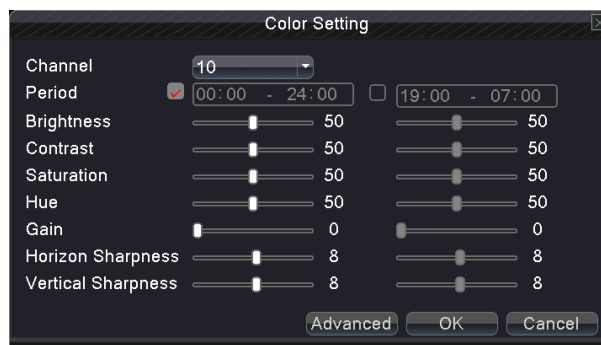 Color Setting
Channel 10
Period 00:00 - 24:00 19:00 - 07:00
Brightness 50 50
Contrast 50 50
Saturation 50 50
Hue 50 50
Gain 0 0
Horizon Sharpness 8 8
Vertical Sharpness 8 8
Advanced OK Cancel